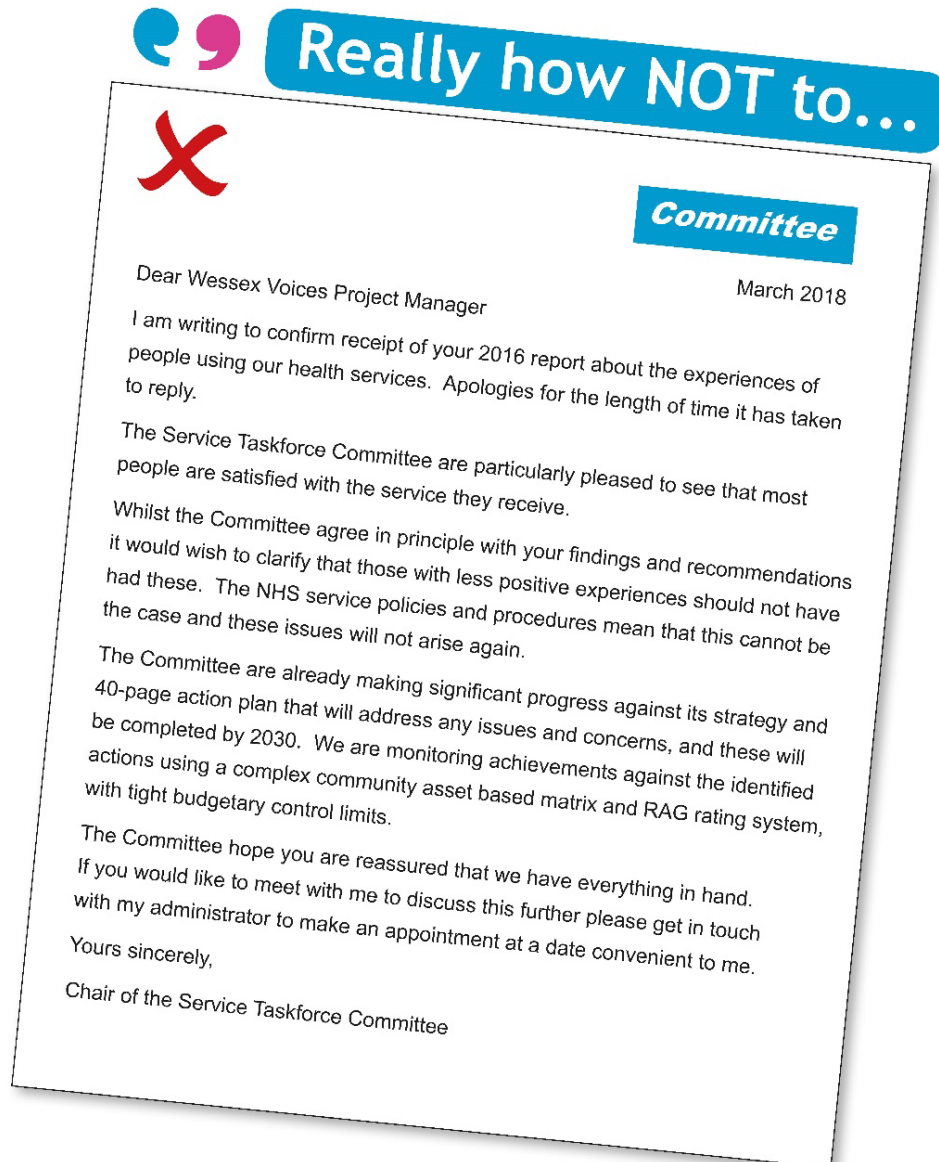 Really how NOT to...
Committee
March 2018
Dear Wessex Voices Project Manager
I am writing to confirm receipt of your 2016 report about the experiences of
people using our health services.  Apologies for the length of time it has taken
to reply.
The Service Taskforce Committee are particularly pleased to see that most
people are satisfied with the service they receive.
Whilst the Committee agree in principle with your findings and recommendations
it would wish to clarify that those with less positive experiences should not have
had these.  The NHS service policies and procedures mean that this cannot be
the case and these issues will not arise again.
The Committee are already making significant progress against its strategy and
40-page action plan that will address any issues and concerns, and these will
be completed by 2030.  We are monitoring achievements against the identified
actions using a complex community asset based matrix and RAG rating system,
with tight budgetary control limits.
The Committee hope you are reassured that we have everything in hand.
If you would like to meet with me to discuss this further please get in touch
with my administrator to make an appointment at a date convenient to me.
Yours sincerely,
Chair of the Service Taskforce Committee